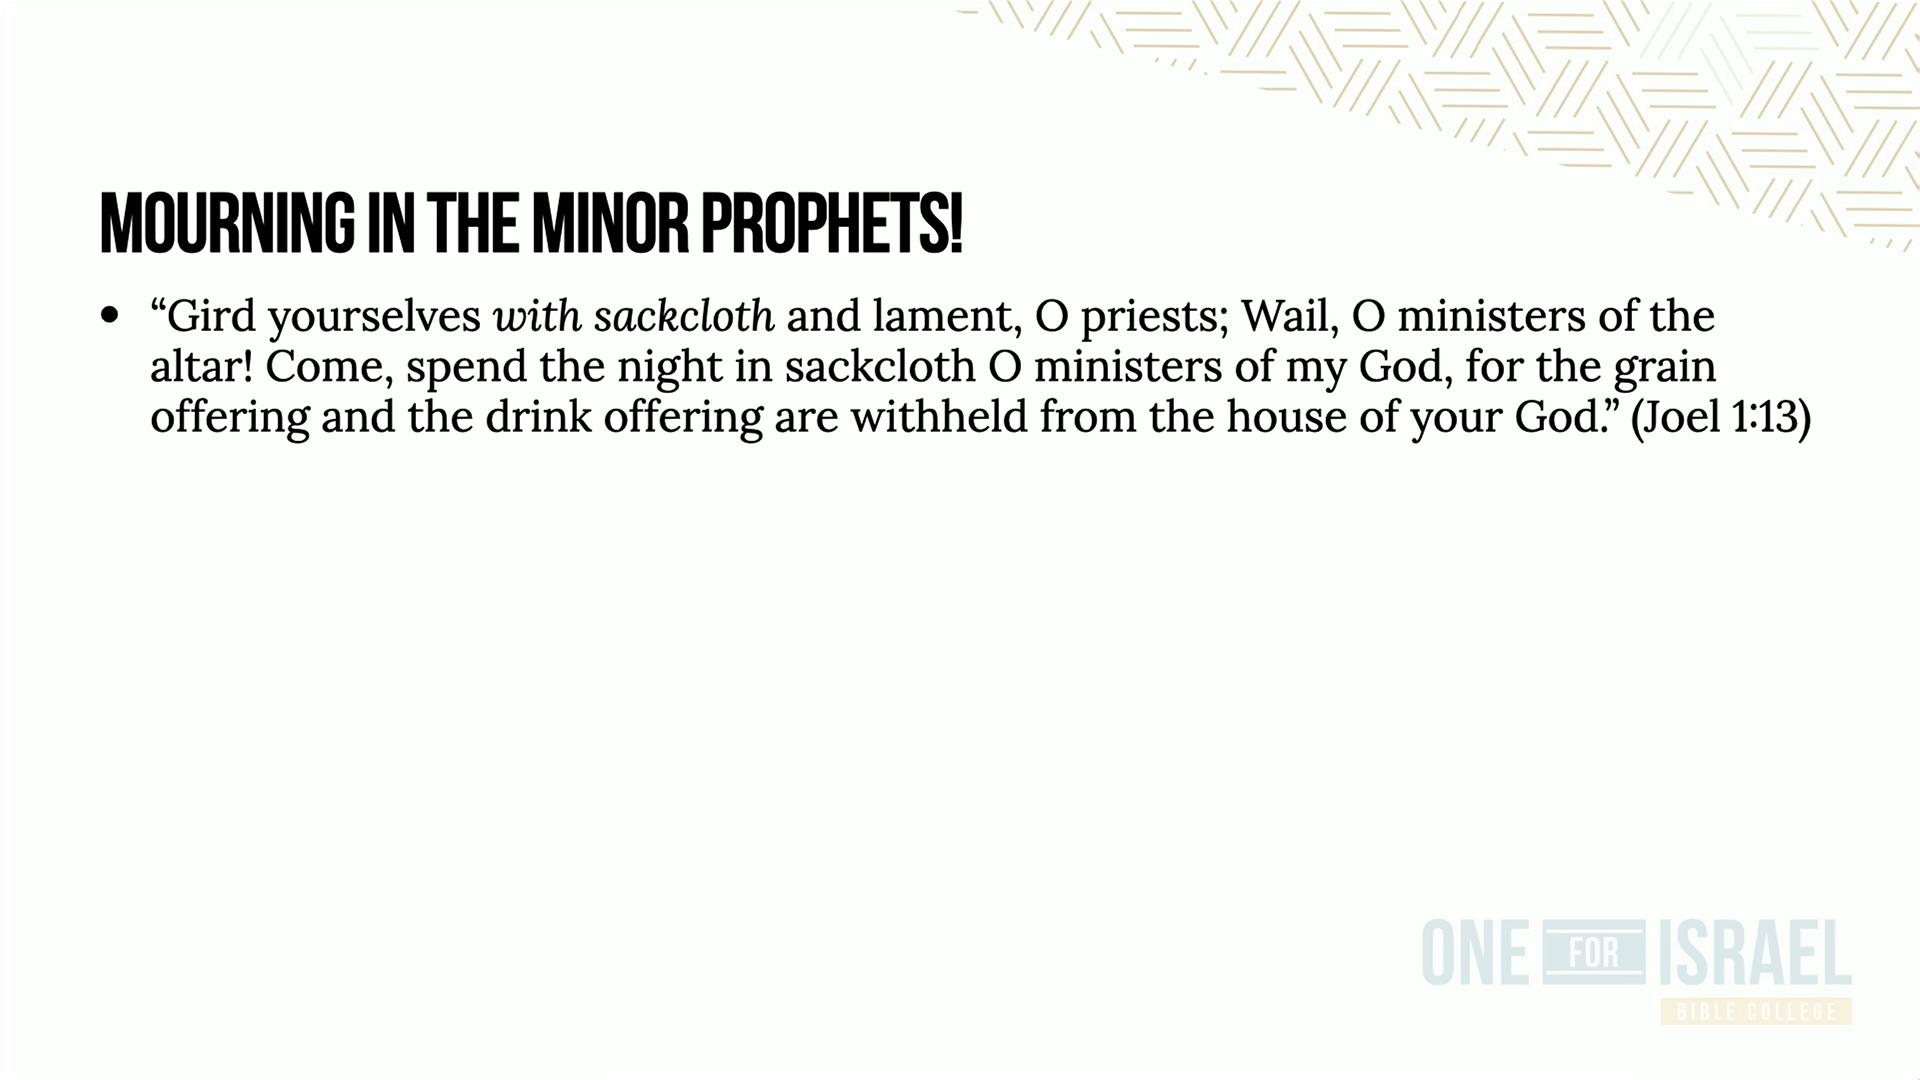 MOURNING IN THE MINOR PROPHETS!
• “Gird yourselves with sackcloth and lament, O priests; Wail, O ministers of the
altar! Come, spend the night in sackcloth O ministers of my God, for the grain
offering and the drink offering are withheld from the house of your God.” (Joel 1:13)
ONE FOR ISRAEL
BIBLE COLLEGE